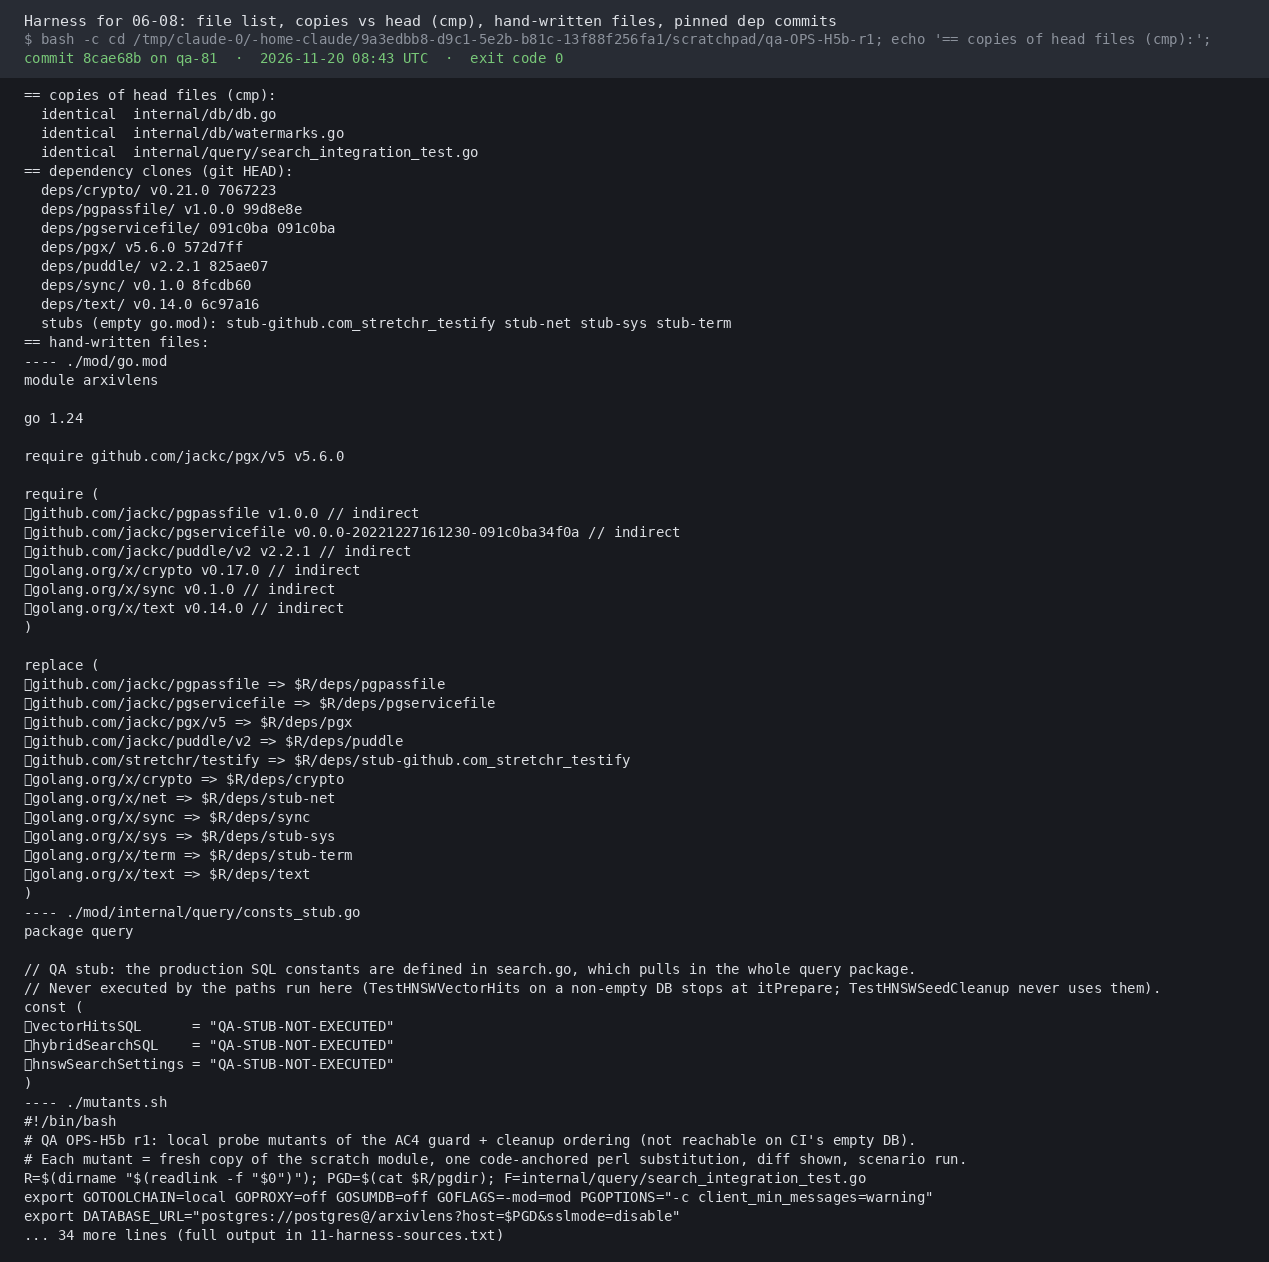 Harness for 06-08: file list, copies vs head (cmp), hand-written files, pinned dep commits
$ bash -c cd /tmp/claude-0/-home-claude/9a3edbb8-d9c1-5e2b-b81c-13f88f256fa1/scratchpad/qa-OPS-H5b-r1; echo '== copies of head files (cmp):';
commit 8cae68b on qa-81  ·  2026-11-20 08:43 UTC  ·  exit code 0
== copies of head files (cmp):
  identical  internal/db/db.go
  identical  internal/db/watermarks.go
  identical  internal/query/search_integration_test.go
== dependency clones (git HEAD):
  deps/crypto/ v0.21.0 7067223
  deps/pgpassfile/ v1.0.0 99d8e8e
  deps/pgservicefile/ 091c0ba 091c0ba
  deps/pgx/ v5.6.0 572d7ff
  deps/puddle/ v2.2.1 825ae07
  deps/sync/ v0.1.0 8fcdb60
  deps/text/ v0.14.0 6c97a16
  stubs (empty go.mod): stub-github.com_stretchr_testify stub-net stub-sys stub-term
== hand-written files:
---- ./mod/go.mod
module arxivlens

go 1.24

require github.com/jackc/pgx/v5 v5.6.0

require (
github.com/jackc/pgpassfile v1.0.0 // indirect
github.com/jackc/pgservicefile v0.0.0-20221227161230-091c0ba34f0a // indirect
github.com/jackc/puddle/v2 v2.2.1 // indirect
golang.org/x/crypto v0.17.0 // indirect
golang.org/x/sync v0.1.0 // indirect
golang.org/x/text v0.14.0 // indirect
)

replace (
github.com/jackc/pgpassfile => $R/deps/pgpassfile
github.com/jackc/pgservicefile => $R/deps/pgservicefile
github.com/jackc/pgx/v5 => $R/deps/pgx
github.com/jackc/puddle/v2 => $R/deps/puddle
github.com/stretchr/testify => $R/deps/stub-github.com_stretchr_testify
golang.org/x/crypto => $R/deps/crypto
golang.org/x/net => $R/deps/stub-net
golang.org/x/sync => $R/deps/sync
golang.org/x/sys => $R/deps/stub-sys
golang.org/x/term => $R/deps/stub-term
golang.org/x/text => $R/deps/text
)
---- ./mod/internal/query/consts_stub.go
package query

// QA stub: the production SQL constants are defined in search.go, which pulls in the whole query package.
// Never executed by the paths run here (TestHNSWVectorHits on a non-empty DB stops at itPrepare; TestHNSWSeedCleanup never uses them).
const (
vectorHitsSQL      = "QA-STUB-NOT-EXECUTED"
hybridSearchSQL    = "QA-STUB-NOT-EXECUTED"
hnswSearchSettings = "QA-STUB-NOT-EXECUTED"
)
---- ./mutants.sh
#!/bin/bash
# QA OPS-H5b r1: local probe mutants of the AC4 guard + cleanup ordering (not reachable on CI's empty DB).
# Each mutant = fresh copy of the scratch module, one code-anchored perl substitution, diff shown, scenario run.
R=$(dirname "$(readlink -f "$0")"); PGD=$(cat $R/pgdir); F=internal/query/search_integration_test.go
export GOTOOLCHAIN=local GOPROXY=off GOSUMDB=off GOFLAGS=-mod=mod PGOPTIONS="-c client_min_messages=warning"
export DATABASE_URL="postgres://postgres@/arxivlens?host=$PGD&sslmode=disable"
... 34 more lines (full output in 11-harness-sources.txt)